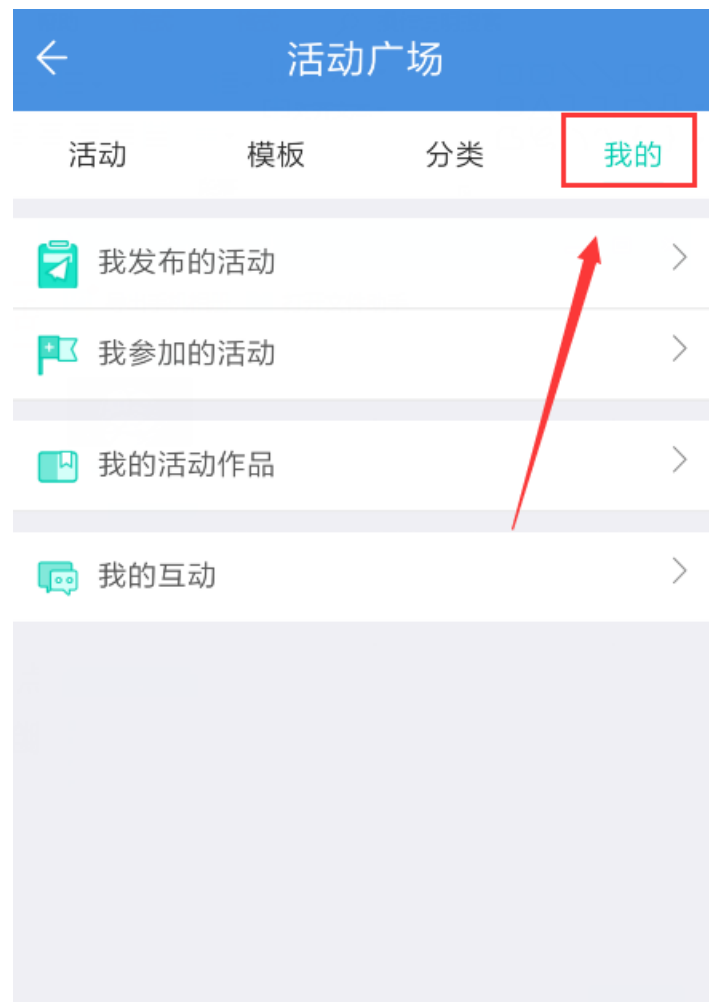 活动广场
活动 模板 分类 我的
我发布的活动
我参加的活动
我的活动作品
我的互动